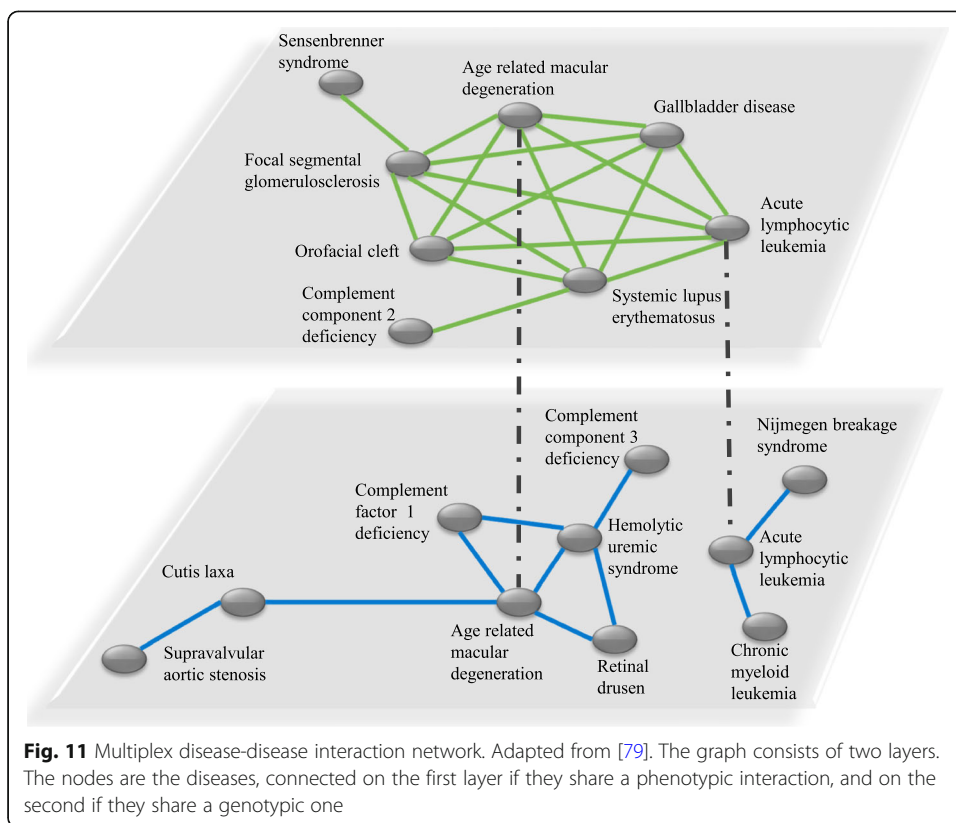 Sensenbrenner
syndrome
Age related macular
degeneration
Gallbladder disease
Focal segmental
glomerulosclerosis
Acute
lymphocytic
leukemia
Orofacial cleft
Complement
component 2
deficiency
Systemic lupus
erythematosus
Complement
component 3
deficiency
Nijmegen breakage
syndrome
Complement
factor 1
deficiency
Hemolytic
uremic
syndrome
Acute
lymphocytic
leukemia
Cutis laxa
Supravalvular
aortic stenosis
Age related
macular
degeneration
Retinal
drusen
Chronic
myeloid
leukemia
Fig. 11 Multiplex disease-disease interaction network. Adapted from [79]. The graph consists of two layers.
The nodes are the diseases, connected on the first layer if they share a phenotypic interaction, and on the
second if they share a genotypic one